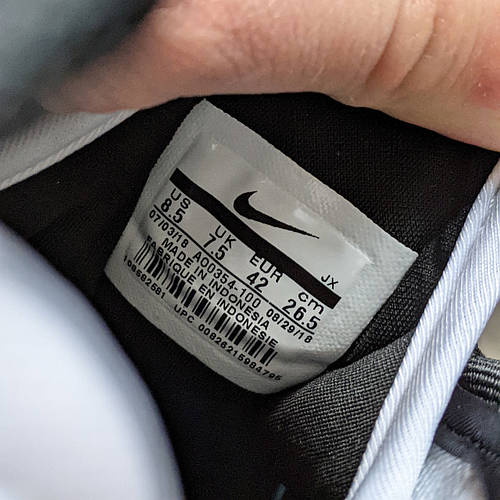 JX
US UK EUR cm
8.5 7.5 42 26.5
07/03/18 AO0354-100 08/29/18
MADE IN INDONESIA
FABRIQUE EN INDONESIE
UPC 00826215984795